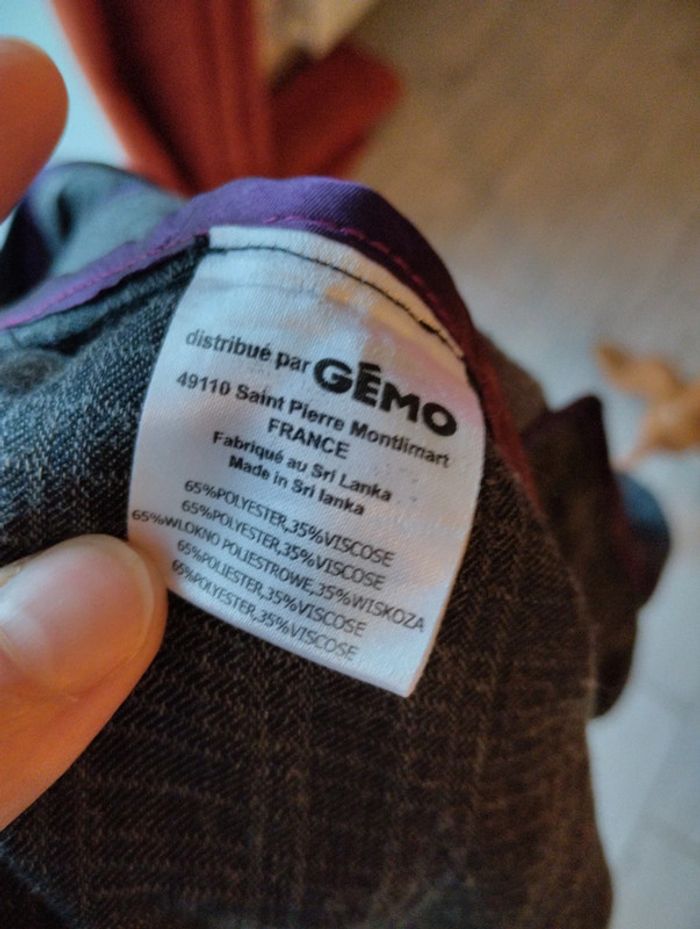 distribué par GÉMO
49110 Saint Pierre Montlimart
FRANCE
Fabriqué au Sri Lanka
Made in Sri lanka
65%POLYESTER,35%VISCOSE
65%POLYESTER,35%VISCOSE
65%WLOKNO POLIESTROWE,35%WISKOZA
65%POLIESTER,35%VISCOSE
65%POLYESTER,35%VISCOSE